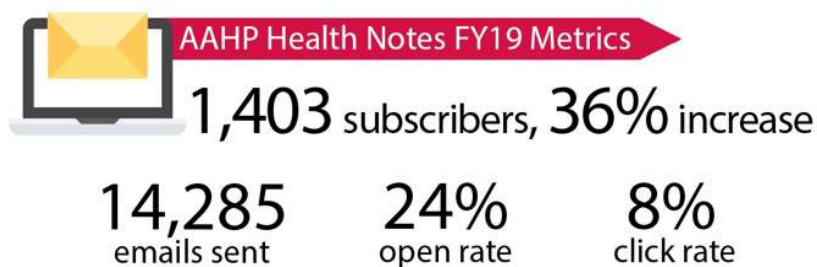 AAHP Health Notes FY19 Metrics
1,403 subscribers, 36% increase
14,285 24% 8%
emails sent open rate click rate